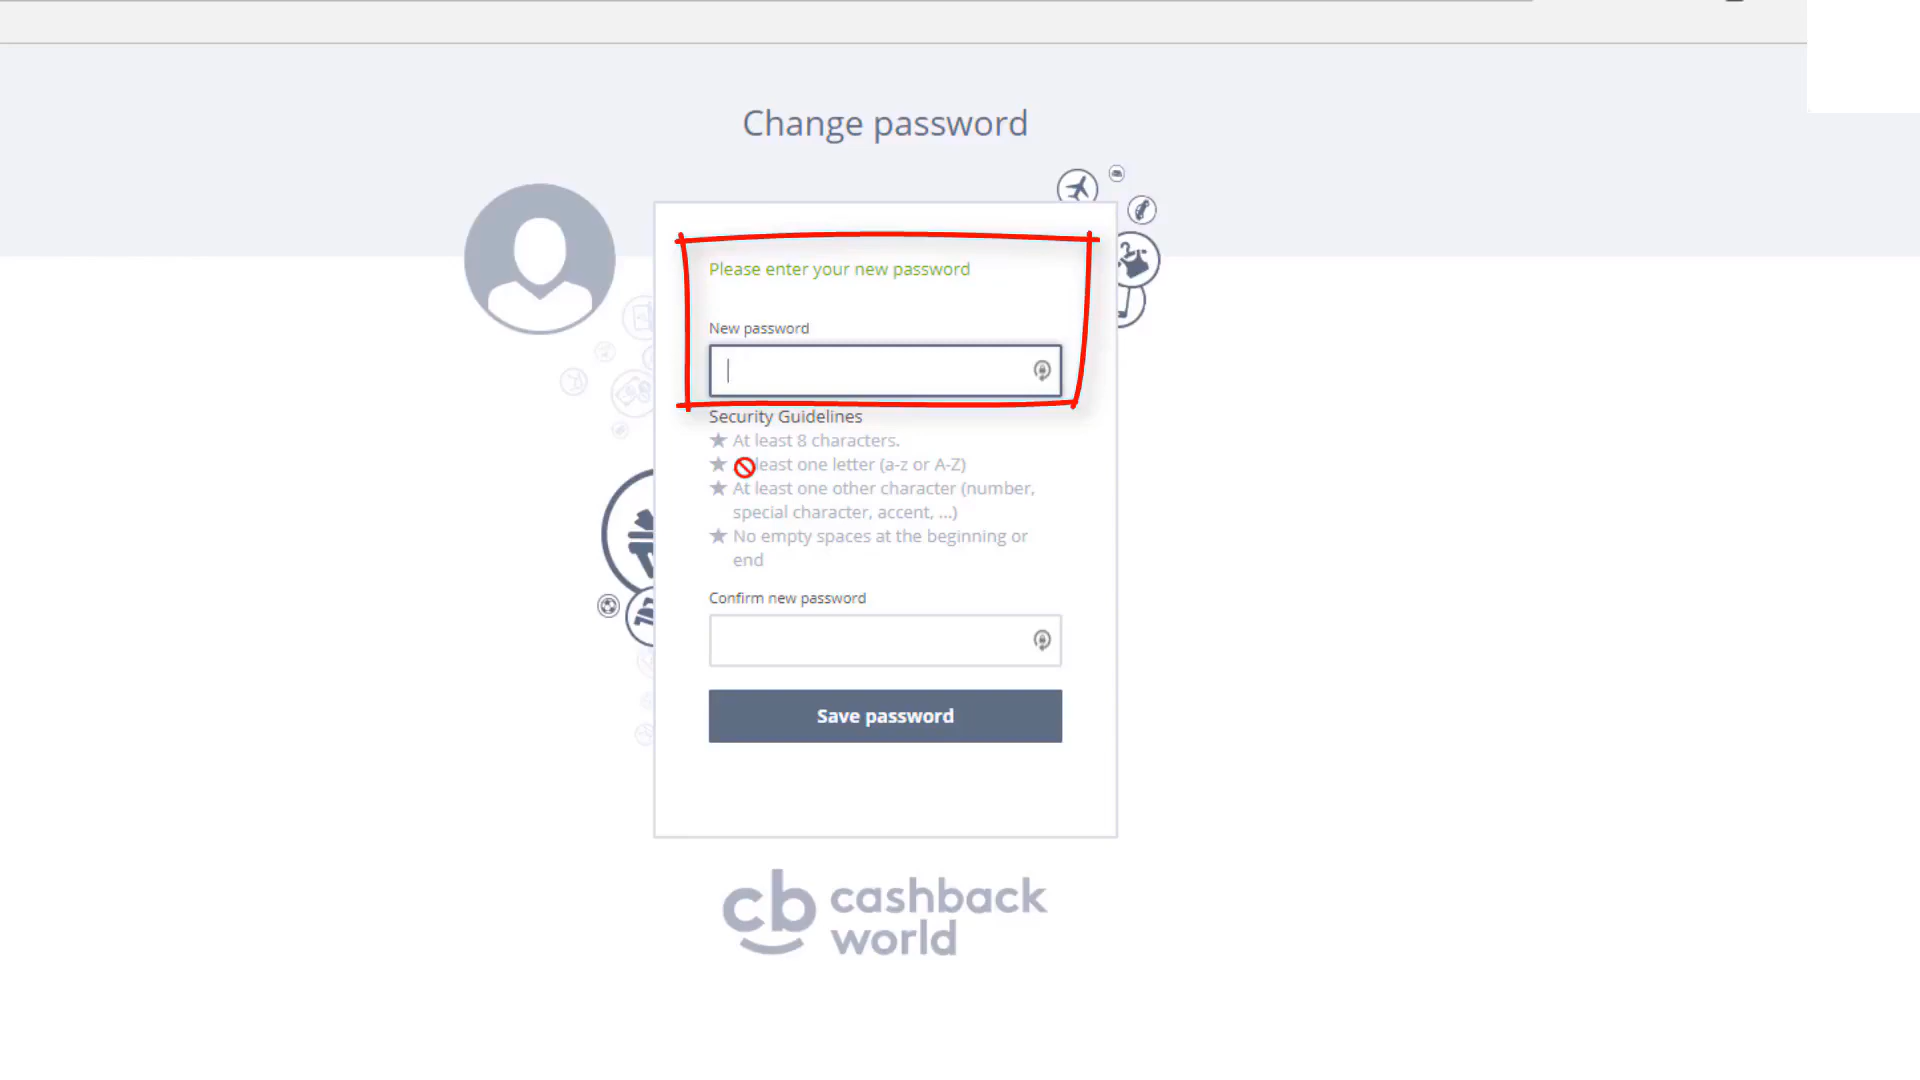 Change password
Please enter your new password
New password
Security Guidelines
At least 8 characters.
least one letter (a-z or A-Z)
At least one other character (number,
special character, accent, ...)
No empty spaces at the beginning or
end
Confirm new password
Save password
cb cashback
world